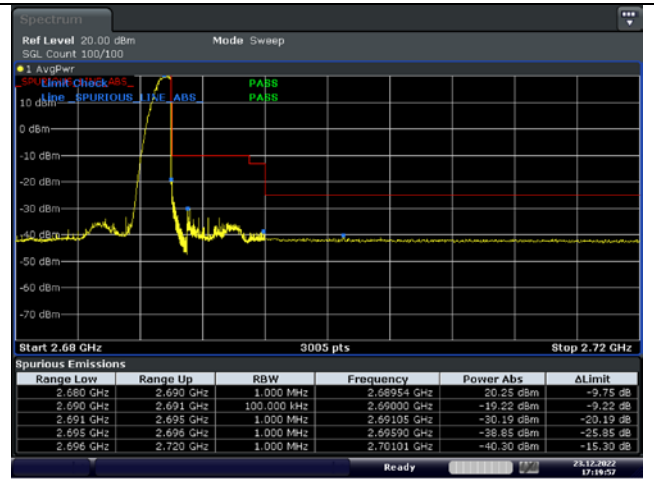 Spectrum
Ref Level 20.00 dBm Mode Sweep
SGL Count 100/100
1 AvgPwr
_SPURIOUS_LINE_ABS_
Limit Check PASS
10 dBm
Line _SPURIOUS_LINE_ABS_ PASS
0 dBm
-10 dBm
-20 dBm
-30 dBm
-40 dBm
-50 dBm
-60 dBm
-70 dBm
Start 2.68 GHz 3005 pts Stop 2.72 GHz
Spurious Emissions
Range Low Range Up RBW Frequency Power Abs ΔLimit
2.680 GHz 2.690 GHz 1.000 MHz 2.68954 GHz 20.25 dBm -9.75 dB
2.690 GHz 2.691 GHz 100.000 kHz 2.69000 GHz -19.22 dBm -9.22 dB
2.691 GHz 2.695 GHz 1.000 MHz 2.69105 GHz -30.19 dBm -20.19 dB
2.695 GHz 2.696 GHz 1.000 MHz 2.69590 GHz -38.85 dBm -25.85 dB
2.696 GHz 2.720 GHz 1.000 MHz 2.70101 GHz -40.30 dBm -15.30 dB
Ready 23.12.2022
17:19:57